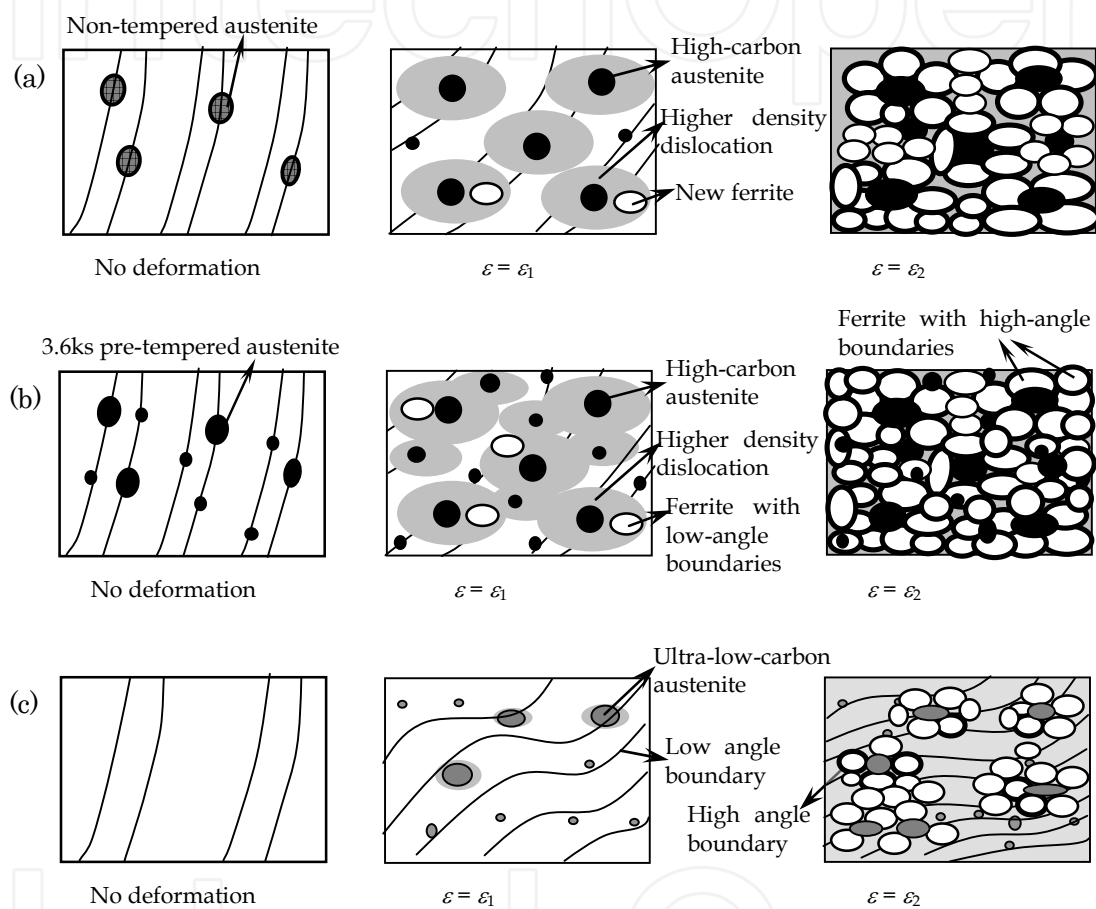 Non-tempered austenite
(a)
High-carbon
austenite
Higher density
dislocation
New ferrite
No deformation
ε = ε1
ε = ε2
3.6ks pre-tempered austenite
Ferrite with high-angle
boundaries
(b)
High-carbon
austenite
Higher density
dislocation
Ferrite with
low-angle
boundaries
No deformation
ε = ε1
ε = ε2
Ultra-low-carbon
austenite
(c)
Low angle
boundary
High angle
boundary
No deformation
ε = ε1
ε = ε2